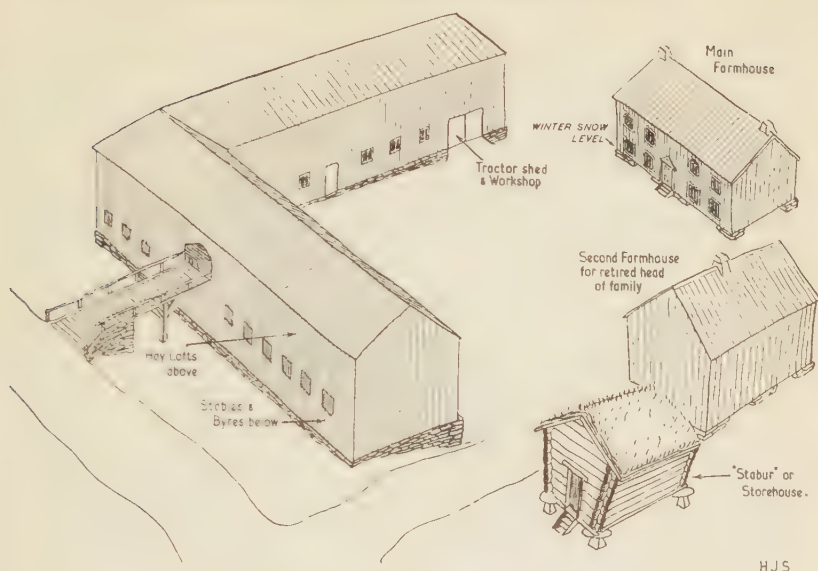 Main
Farmhouse
WINTER SNOW
LEVEL
Tractor shed
& Workshop
Second Farmhouse
for retired head
of family
Hay Lofts
above
Stables &
Byres below
"Stabur" or
Storehouse.
H.J.S